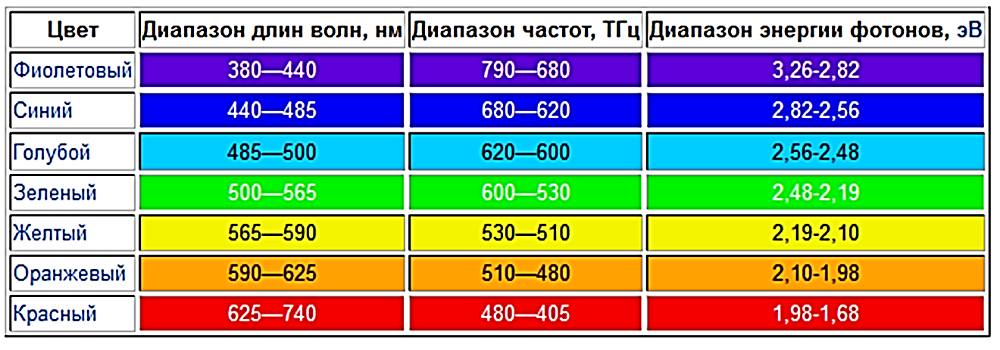 Цвет Диапазон длин волн, нм Диапазон частот, ТГц Диапазон энергии фотонов, эВ
Фиолетовый 380—440 790—680 3,26-2,82
Синий 440—485 680—620 2,82-2,56
Голубой 485—500 620—600 2,56-2,48
Зеленый 500—565 600—530 2,48-2,19
Желтый 565—590 530—510 2,19-2,10
Оранжевый 590—625 510—480 2,10-1,98
Красный 625—740 480—405 1,98-1,68